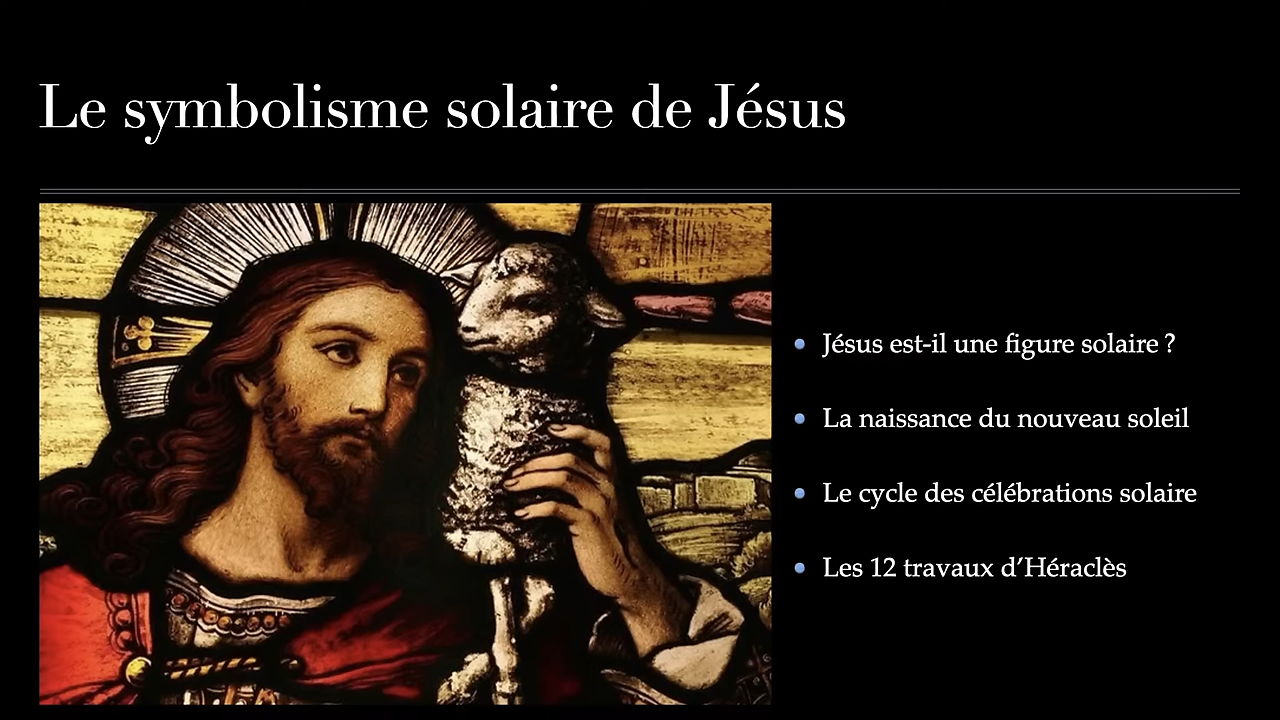 Le symbolisme solaire de Jésus
Jésus est-il une figure solaire ?
La naissance du nouveau soleil
Le cycle des célébrations solaire
Les 12 travaux d’Héraclès